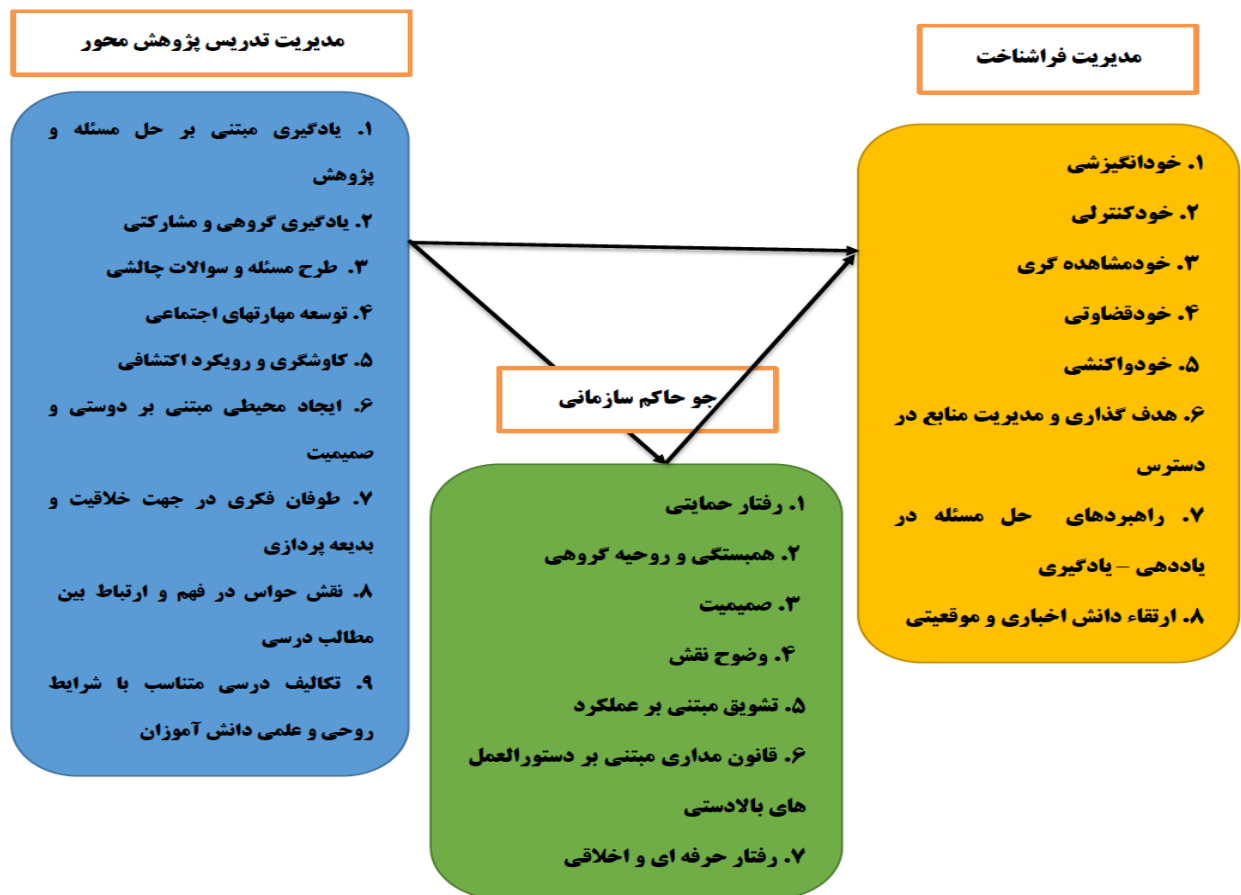 مدیریت فراشناخت
۱. خودانگیزشی
۲. خودکنترلی
۳. خودمشاهده گری
۴. خودقضاوتی
۵. خودواکنشی
۶. هدف گذاری و مدیریت منابع در
دسترس
۷. راهبردهای حل مسئله در
یاددهی – یادگیری
۸. ارتقاء دانش اخباری و موقعیتی
جو حاکم سازمانی
۱. رفتار حمایتی
۲. همبستگی و روحیه گروهی
۳. صمیمیت
۴. وضوح نقش
۵. تشویق مبتنی بر عملکرد
۶. قانون مداری مبتنی بر دستورالعمل
های بالادستی
۷. رفتار حرفه ای و اخلاقی
مدیریت تدریس پژوهش محور
۱. یادگیری مبتنی بر حل مسئله و
پژوهش
۲. یادگیری گروهی و مشارکتی
۳. طرح مسئله و سوالات چالشی
۴. توسعه مهارتهای اجتماعی
۵. کاوشگری و رویکرد اکتشافی
۶. ایجاد محیطی مبتنی بر دوستی و
صمیمیت
۷. طوفان فکری در جهت خلاقیت و
بدیعه پردازی
۸. نقش حواس در فهم و ارتباط بین
مطالب درسی
۹. تکالیف درسی متناسب با شرایط
روحی و علمی دانش آموزان